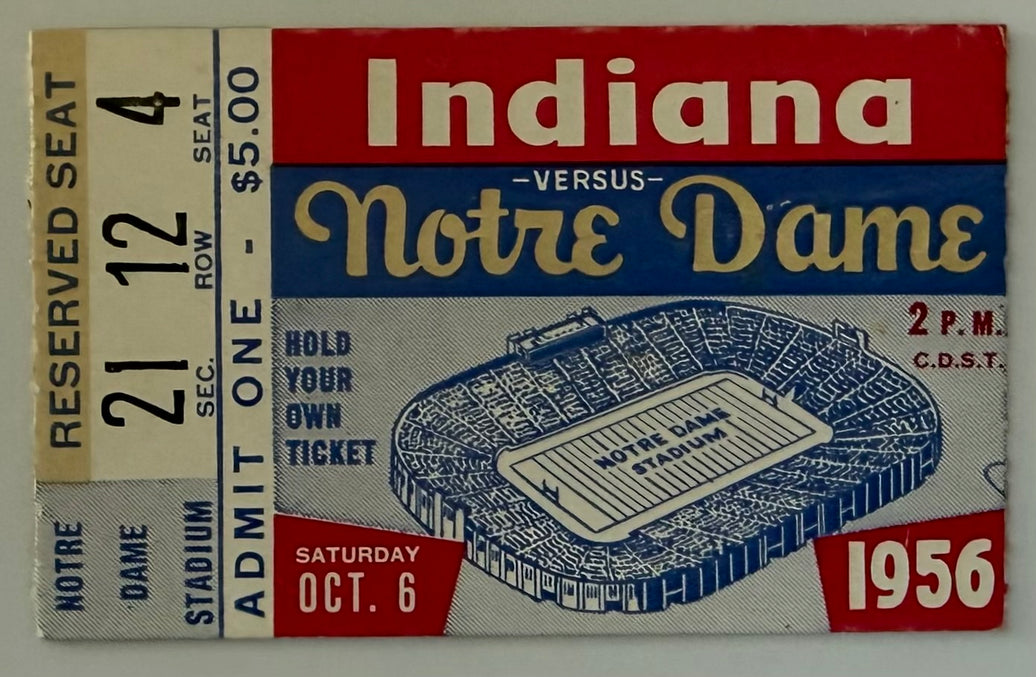 RESERVED SEAT
21 12 4
SEC. ROW SEAT
NOTRE
DAME
STADIUM
ADMIT ONE - $5.00
Indiana
-VERSUS-
Notre Dame
2 P.M.
C.D.S.T.
HOLD
YOUR
OWN
TICKET
NOTRE DAME
STADIUM
SATURDAY
OCT. 6
1956